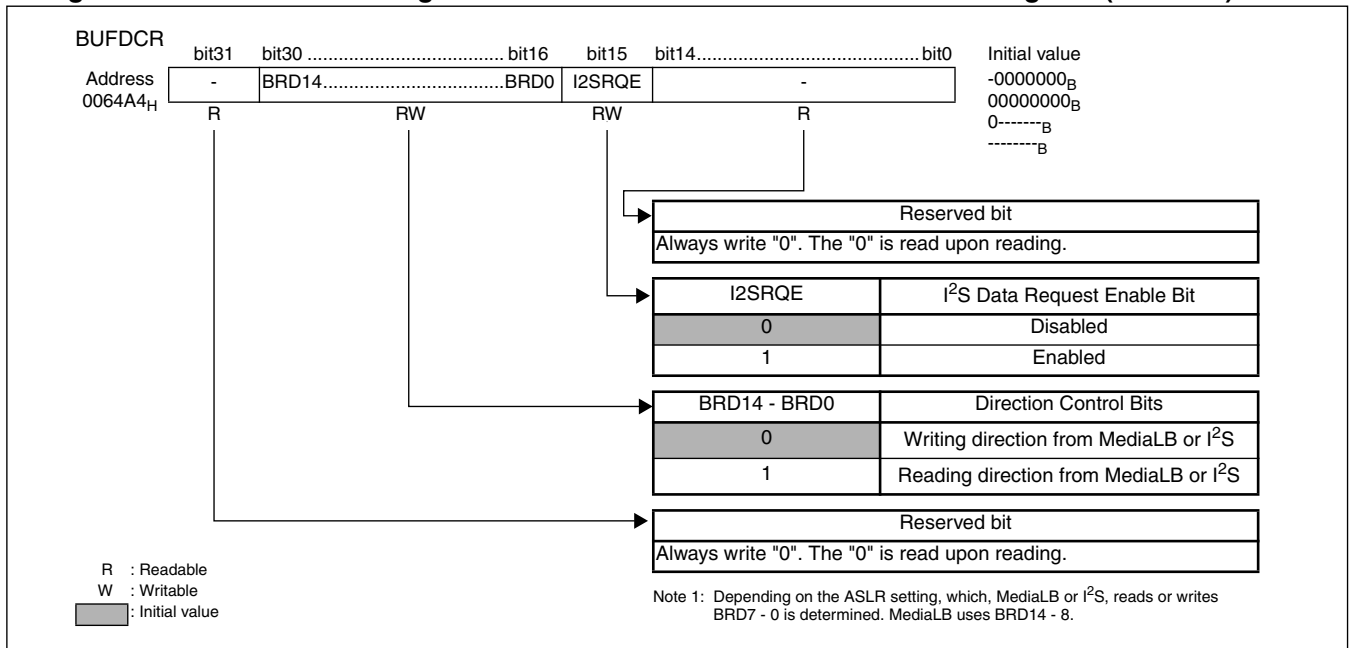 BUFDCR
bit31 bit30 .................................... bit16 bit15 bit14......................................... bit0 Initial value
Address - BRD14.................................BRD0 I2SRQE - -0000000B
0064A4H 00000000B
R RW RW R 0-------B
--------B
Reserved bit
Always write "0". The "0" is read upon reading.
I2SRQE I2S Data Request Enable Bit
0 Disabled
1 Enabled
BRD14 - BRD0 Direction Control Bits
0 Writing direction from MediaLB or I2S
1 Reading direction from MediaLB or I2S
Reserved bit
Always write "0". The "0" is read upon reading.
R : Readable
W : Writable
: Initial value
Note 1: Depending on the ASLR setting, which, MediaLB or I2S, reads or writes
BRD7 - 0 is determined. MediaLB uses BRD14 - 8.